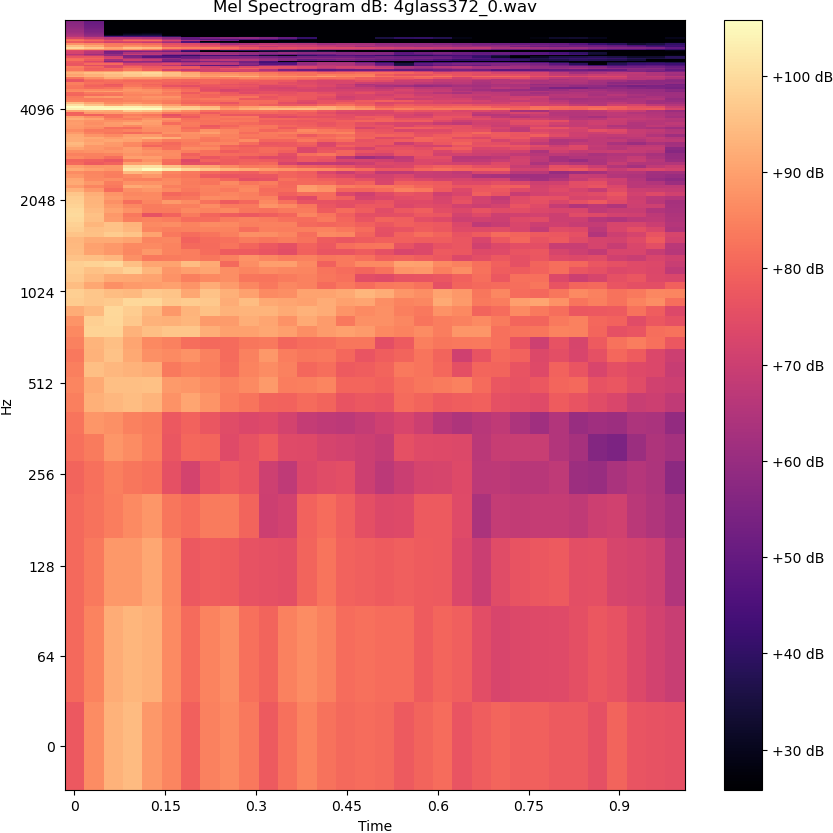 Mel Spectrogram dB: 4glass372_0.wav
+100 dB
+90 dB
+80 dB
+70 dB
+60 dB
+50 dB
+40 dB
+30 dB
4096
2048
1024
512
256
128
64
0
Hz
0 0.15 0.3 0.45 0.6 0.75 0.9
Time